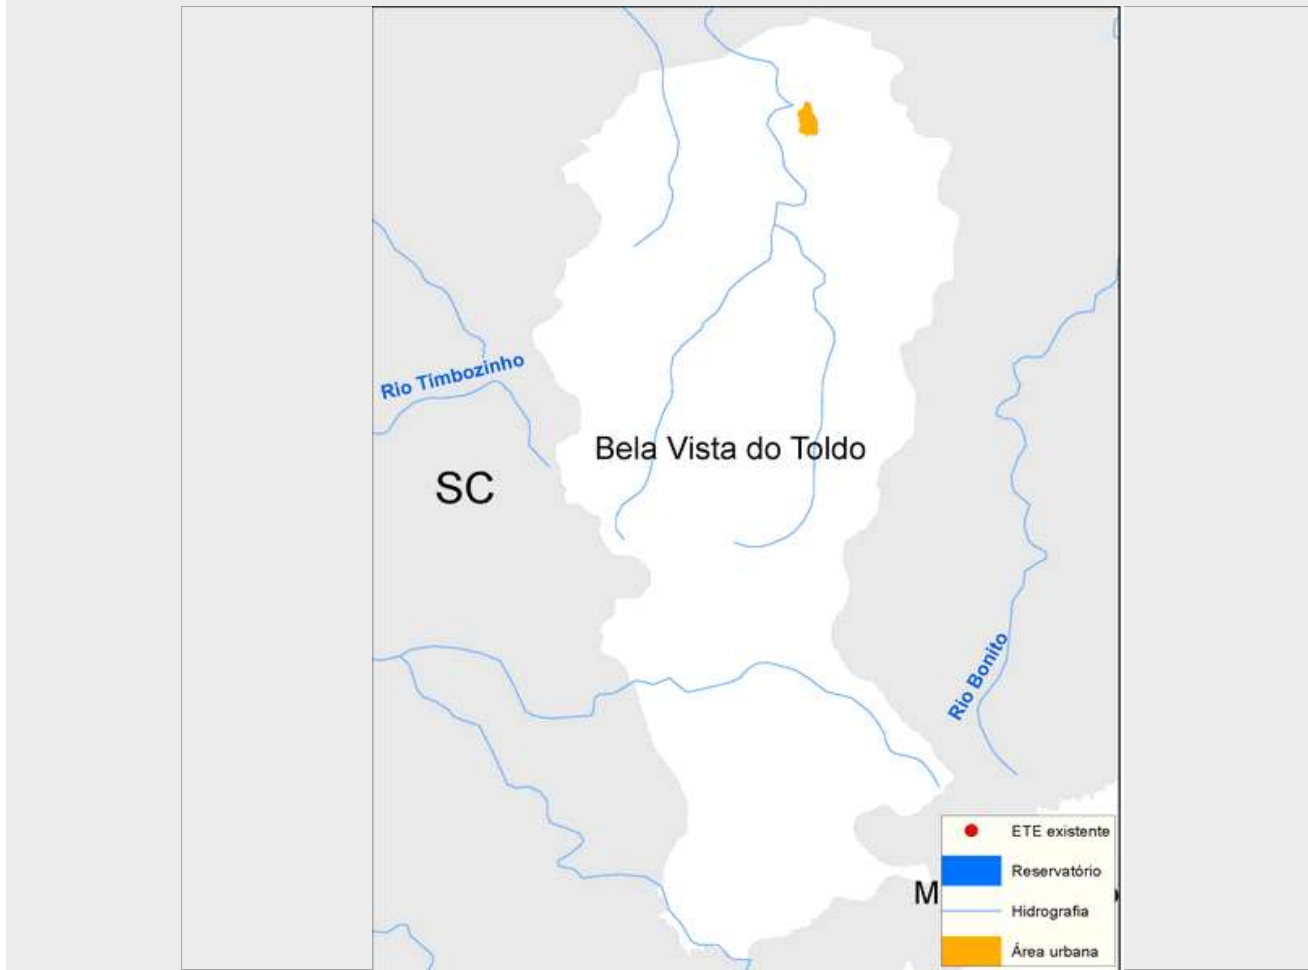 Rio Timbozinho
Bela Vista do Toldo
SC
Rio Bonito
ETE existente
Reservatório
Hidrografia
Área urbana